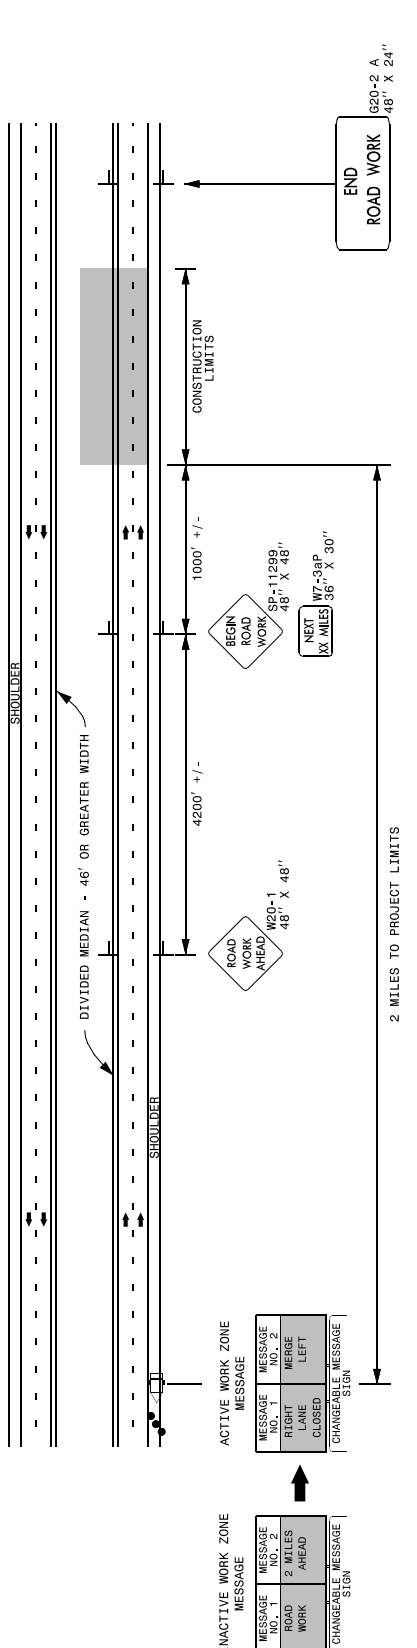 G20-2 A
48" X 24"
END
ROAD WORK
CONSTRUCTION
LIMITS
1000' +/-
SP-11299
48" X 48"
BEGIN
ROAD
WORK
W7-3aP
36" X 30"
NEXT
XX MILES
SHOULDER
4200' +/-
DIVIDED MEDIAN - 46' OR GREATER WIDTH
W20-1
48" X 48"
ROAD
WORK
AHEAD
2 MILES TO PROJECT LIMITS
SHOULDER
ACTIVE WORK ZONE
MESSAGE
MESSAGE
NO. 1
MESSAGE
NO. 2
RIGHT
LANE
CLOSED
MERGE
LEFT
CHANGEABLE MESSAGE
SIGN
NACTIVE WORK ZONE
MESSAGE
MESSAGE
NO. 1
MESSAGE
NO. 2
ROAD
WORK
2 MILES
AHEAD
CHANGEABLE MESSAGE
SIGN